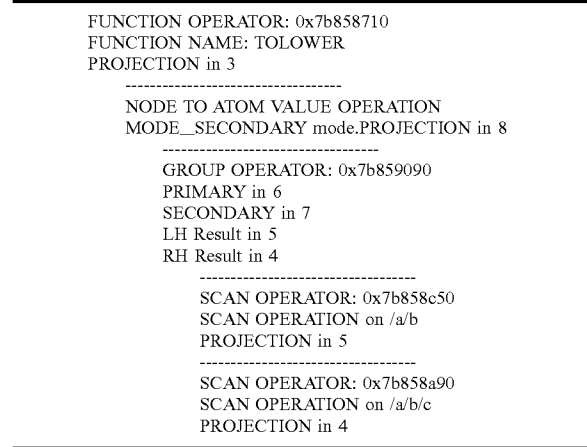 FUNCTION OPERATOR: 0x7b858710
FUNCTION NAME: TOLOWER
PROJECTION in 3
-----------------------------------
NODE TO ATOM VALUE OPERATION
MODE_SECONDARY mode.PROJECTION in 8
-----------------------------------
GROUP OPERATOR: 0x7b859090
PRIMARY in 6
SECONDARY in 7
LH Result in 5
RH Result in 4
-----------------------------------
SCAN OPERATOR: 0x7b858c50
SCAN OPERATION on /a/b
PROJECTION in 5
-----------------------------------
SCAN OPERATOR: 0x7b858a90
SCAN OPERATION on /a/b/c
PROJECTION in 4